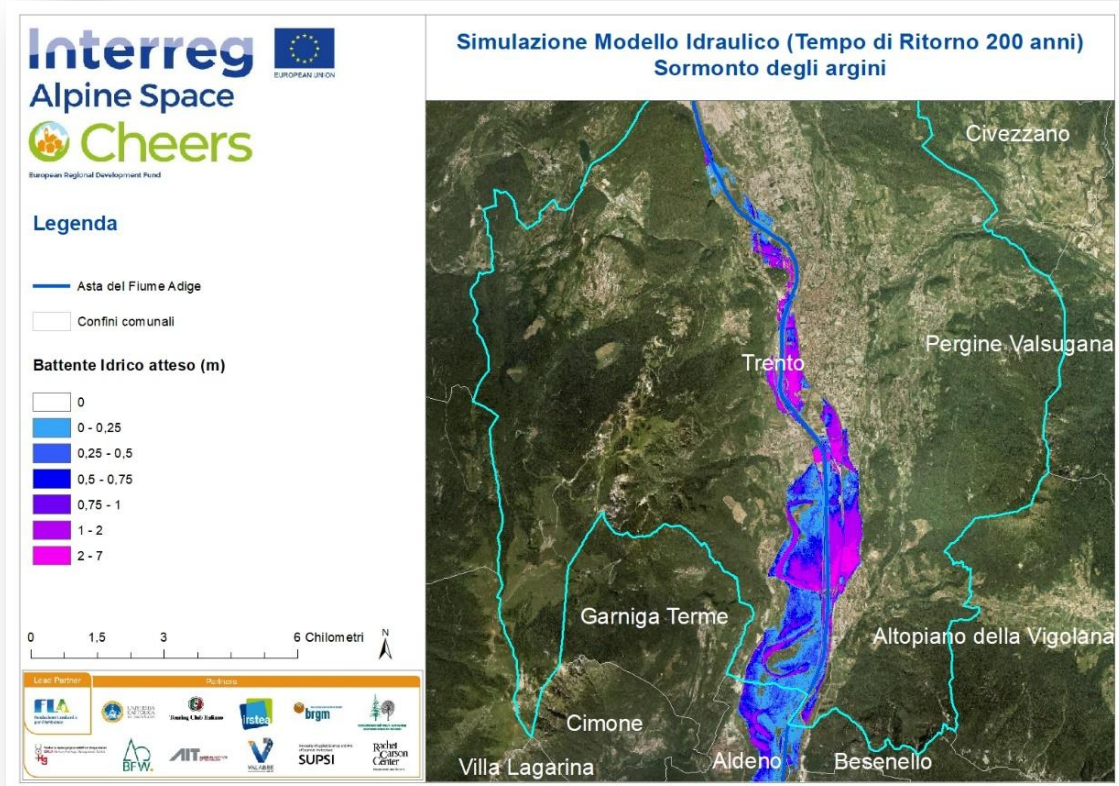 Interreg
EUROPEAN UNION
Alpine Space
Cheers
European Regional Development Fund
Simulazione Modello Idraulico (Tempo di Ritorno 200 anni)
Sormonto degli argini
Legenda
Asta del Fiume Adige
Confini comunali
Battente Idrico atteso (m)
0
0 - 0,25
0,25 - 0,5
0,5 - 0,75
0,75 - 1
1 - 2
2 - 7
0 1,5 3 6 Chilometri
N
Civezzano
Pergine Valsugana
Trento
Garniga Terme
Altopiano della Vigolana
Cimone
Villa Lagarina
Aldeno
Besenello
Lead Partner
Partners
FLA
Touring Club Italiano
irstea
brgm
Hg
BFW
AIT
VALABRE
SUPSI
Rachel
Carson
Center